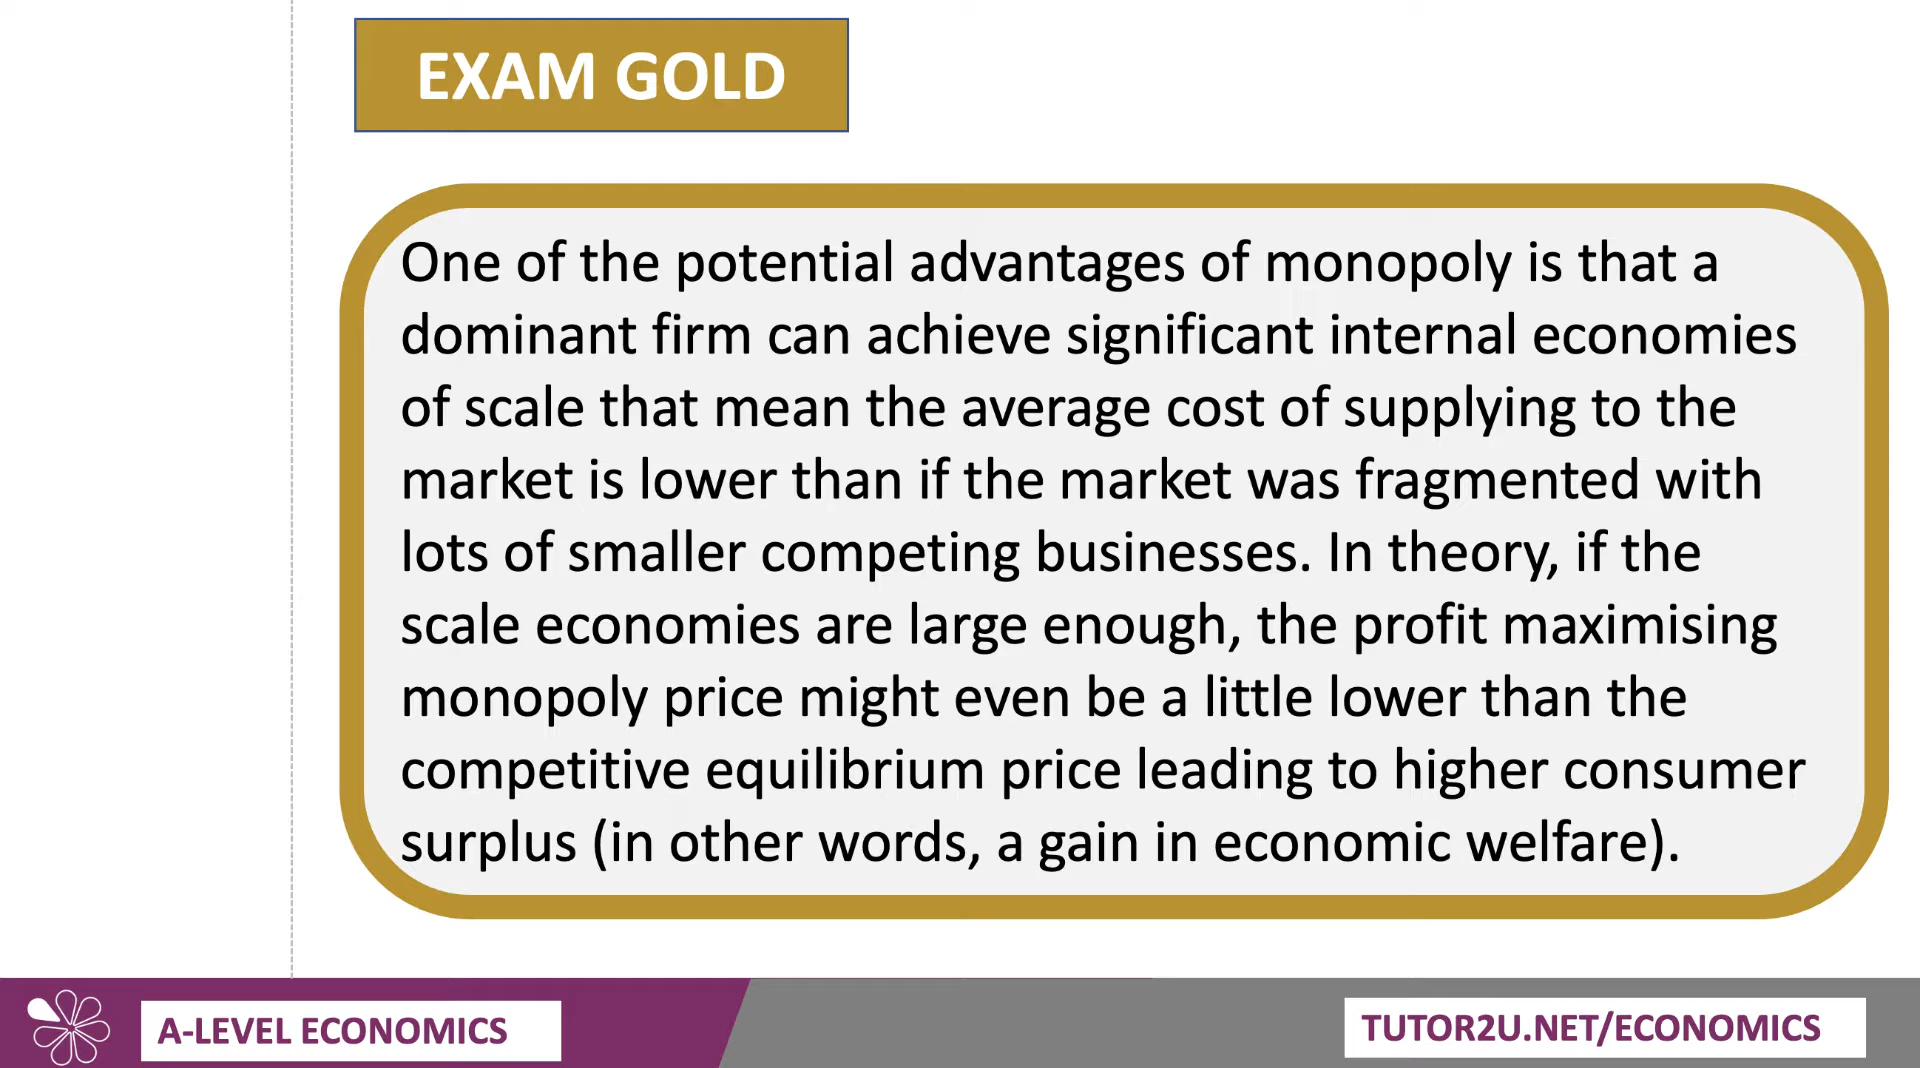 EXAM GOLD
One of the potential advantages of monopoly is that a
dominant firm can achieve significant internal economies
of scale that mean the average cost of supplying to the
market is lower than if the market was fragmented with
lots of smaller competing businesses. In theory, if the
scale economies are large enough, the profit maximising
monopoly price might even be a little lower than the
competitive equilibrium price leading to higher consumer
surplus (in other words, a gain in economic welfare).
A-LEVEL ECONOMICS
TUTOR2U.NET/ECONOMICS